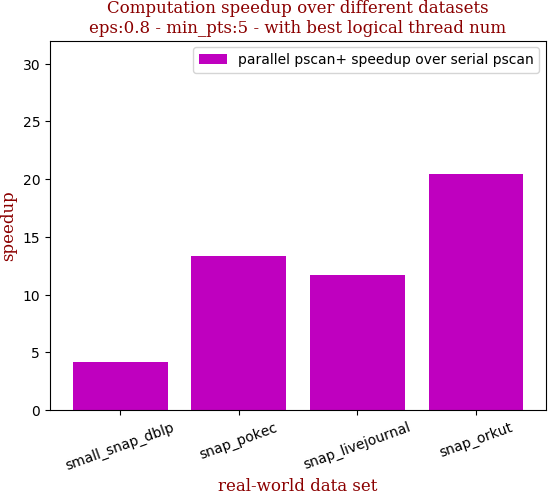 Computation speedup over different datasets
eps:0.8 - min_pts:5 - with best logical thread num
parallel pscan+ speedup over serial pscan
speedup
30
25
20
15
10
5
0
small_snap_dblp
snap_pokec
snap_livejournal
snap_orkut
real-world data set